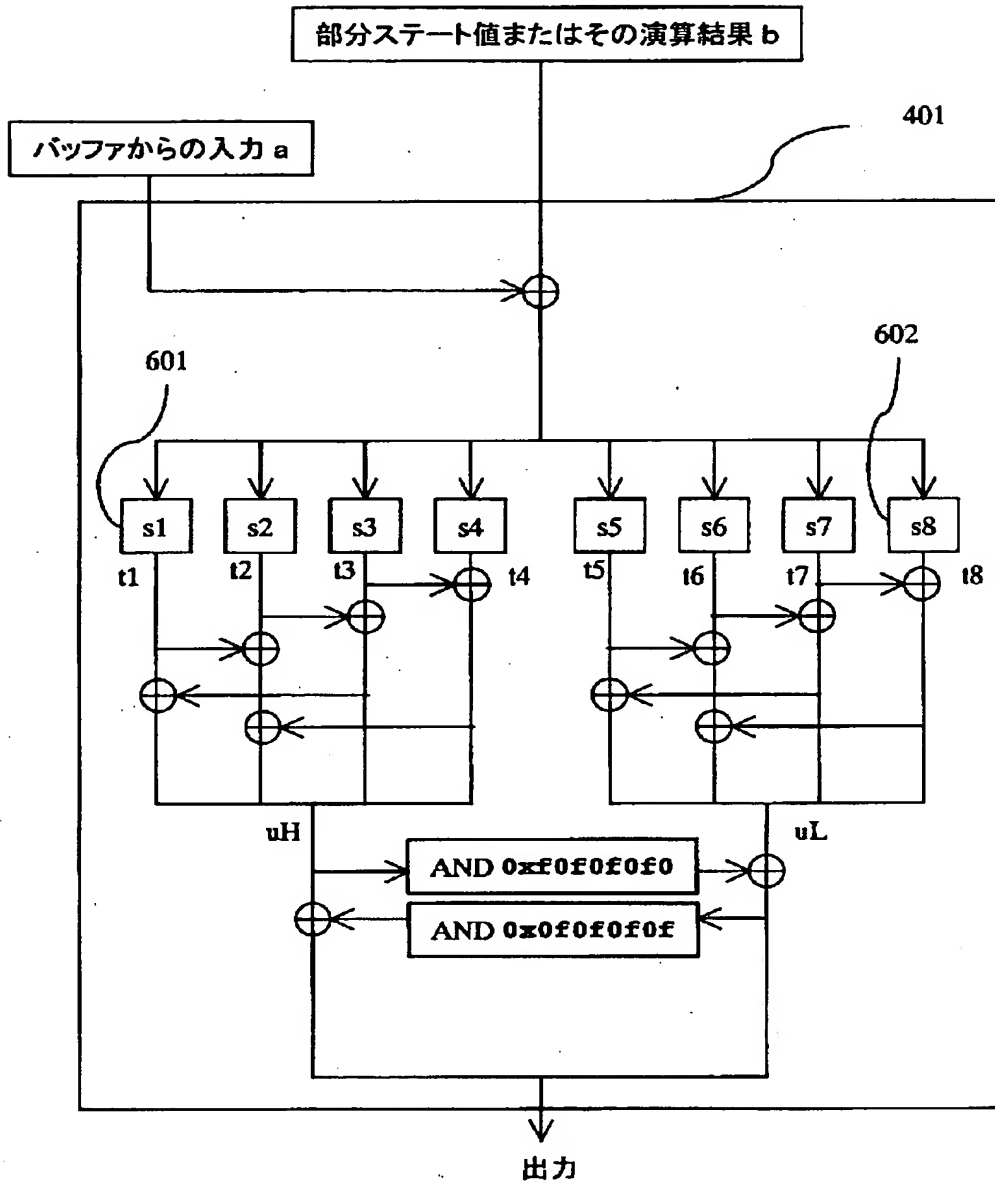 部分ステート値またはその演算結果 b
401
バッファからの入力 a
601
602
s1 s2 s3 s4 s5 s6 s7 s8
t1 t2 t3 t4 t5 t6 t7 t8
uH uL
AND 0xf0f0f0f0
AND 0x0f0f0f0f
出力